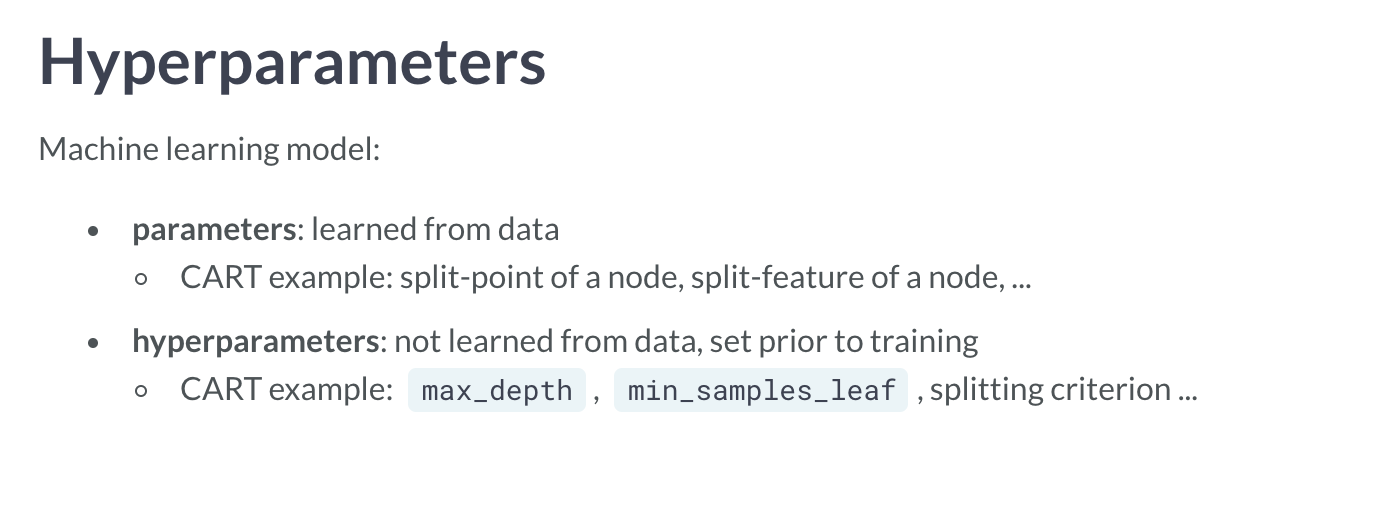 Hyperparameters
Machine learning model:
• parameters: learned from data
○ CART example: split-point of a node, split-feature of a node, ...
• hyperparameters: not learned from data, set prior to training
○ CART example: max_depth , min_samples_leaf , splitting criterion ...